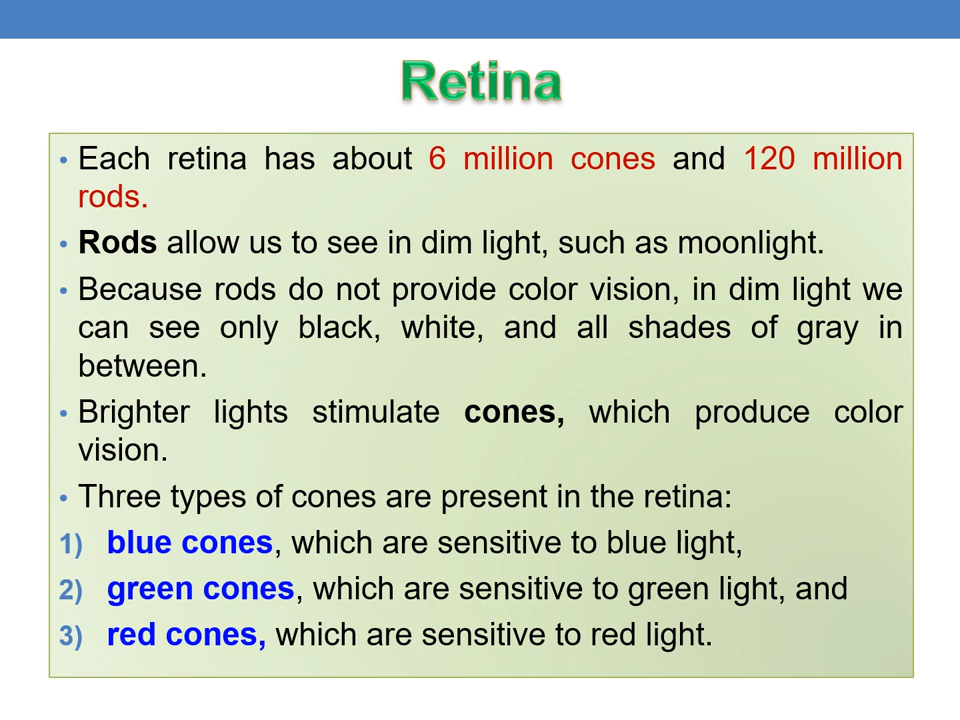 Retina
• Each retina has about 6 million cones and 120 million
rods.
• Rods allow us to see in dim light, such as moonlight.
• Because rods do not provide color vision, in dim light we
can see only black, white, and all shades of gray in
between.
• Brighter lights stimulate cones, which produce color
vision.
• Three types of cones are present in the retina:
1) blue cones, which are sensitive to blue light,
2) green cones, which are sensitive to green light, and
3) red cones, which are sensitive to red light.